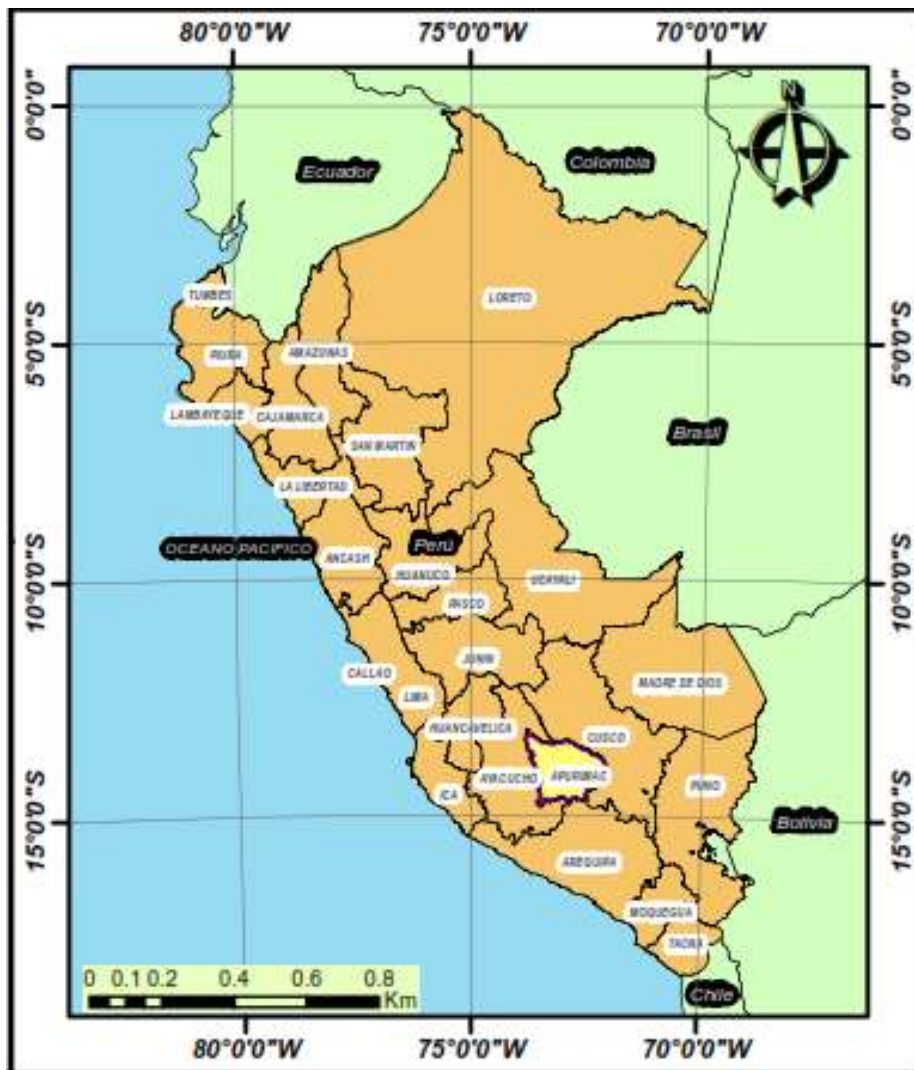 80°0'0"W 75°0'0"W 70°0'0"W
0°0'0"
0°0'0"
N
Ecuador
Colombia
TUMBES
LORETO
5°0'0"S
5°0'0"S
PIURA
AMAZONAS
LAMBAYEQUE
CAJAMARCA
SAN MARTIN
Brasil
LA LIBERTAD
OCEANO PACIFICO
Perú
ANCASH
HUANUCO
UCAYALI
10°0'0"S
10°0'0"S
PASCO
JUNIN
CALLAO
MADRE DE DIOS
LIMA
HUANCAVELICA
CUSCO
AYACUCHO
APURIMAC
PUNO
ICA
15°0'0"S
15°0'0"S
Bolivia
AREQUIPA
MOQUEGUA
TACNA
0 0.1 0.2 0.4 0.6 0.8
Km
Chile
80°0'0"W 75°0'0"W 70°0'0"W